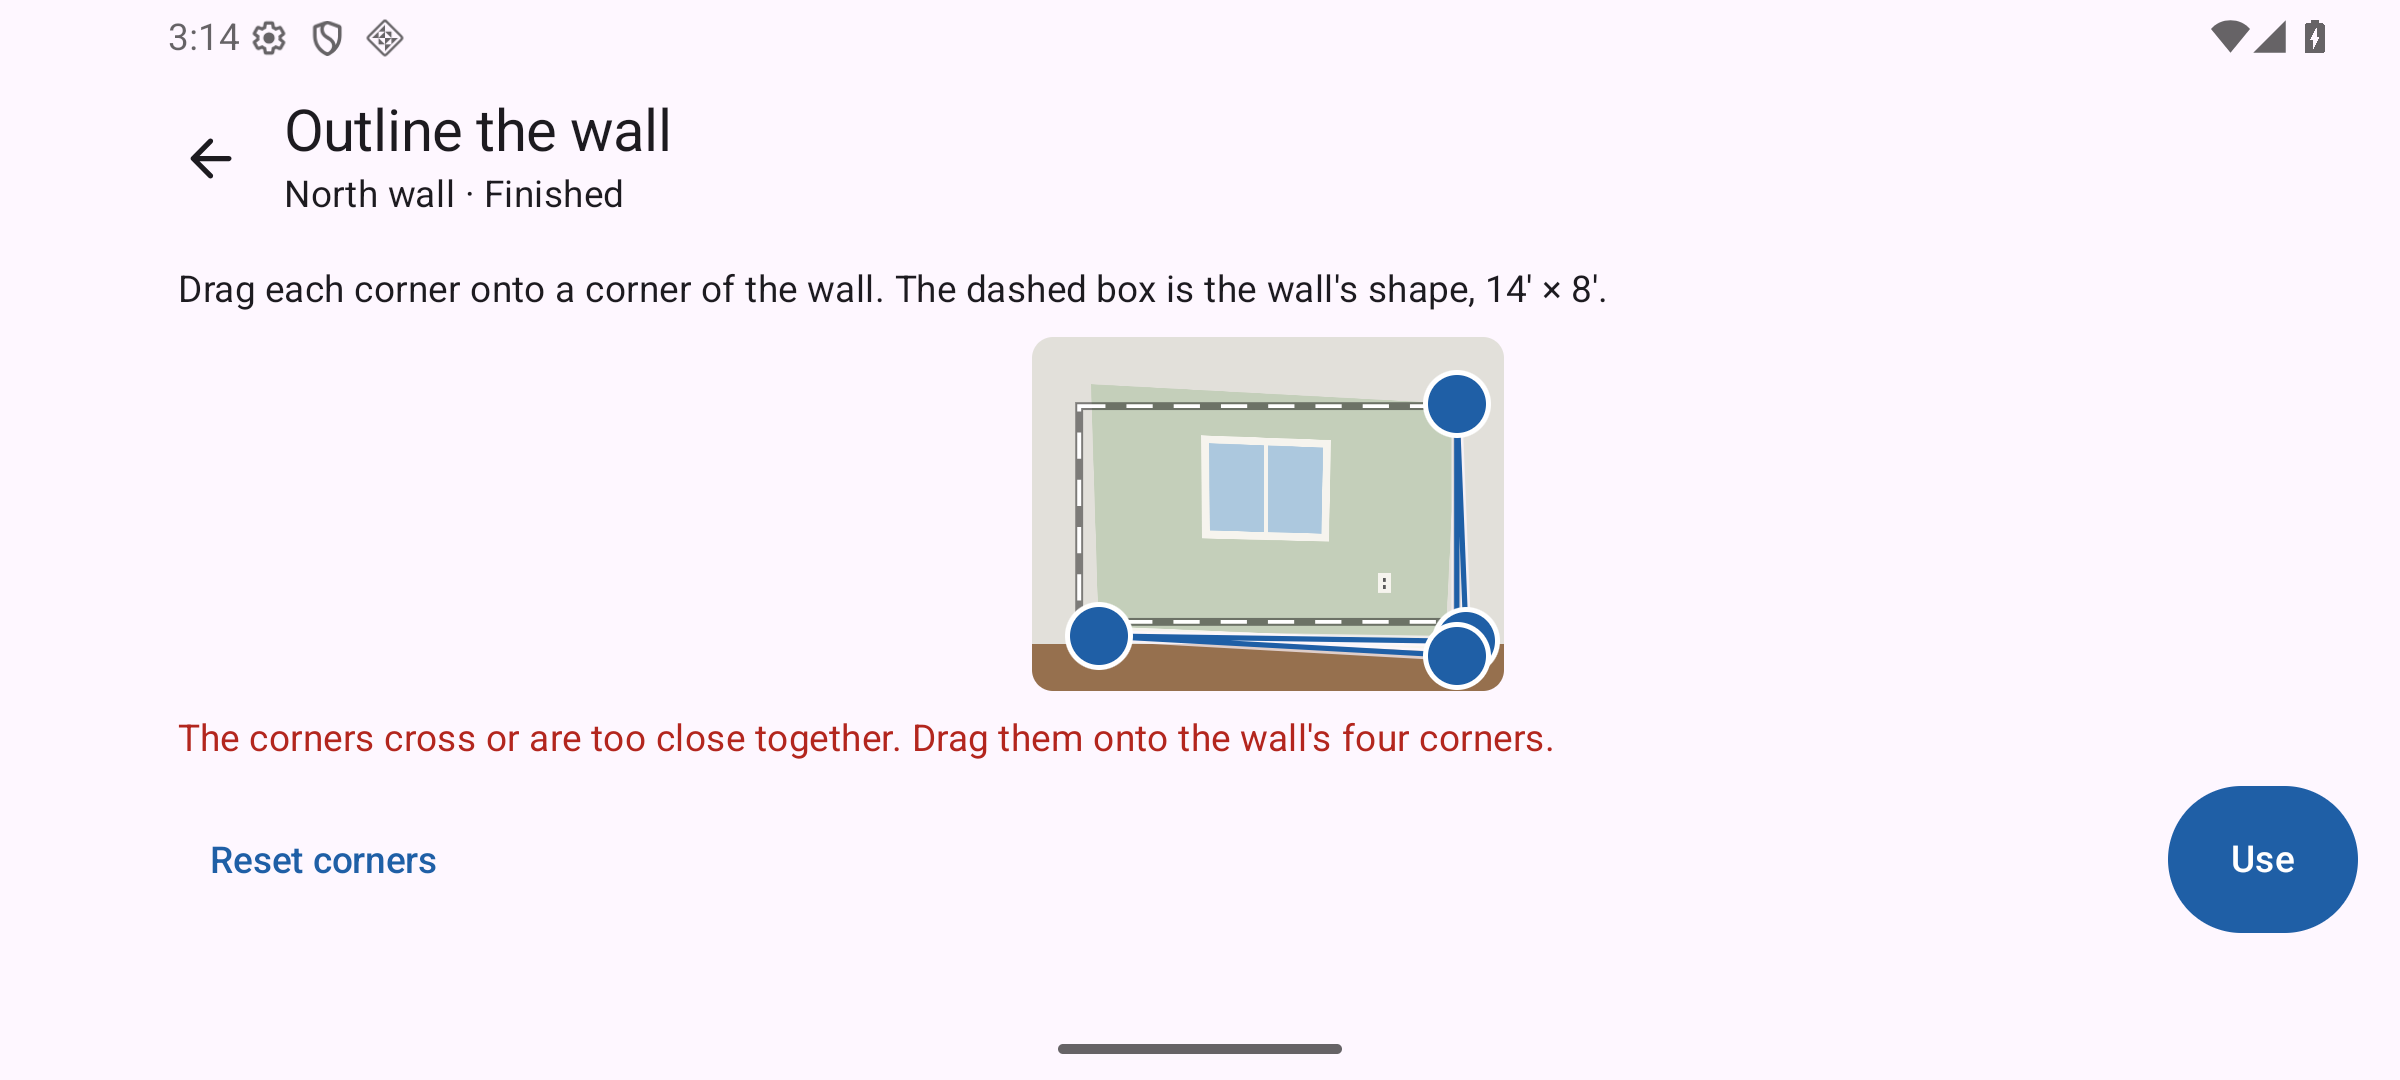 3:14
Outline the wall
North wall · Finished
Drag each corner onto a corner of the wall. The dashed box is the wall's shape, 14' × 8'.
The corners cross or are too close together. Drag them onto the wall's four corners.
Reset corners
Use